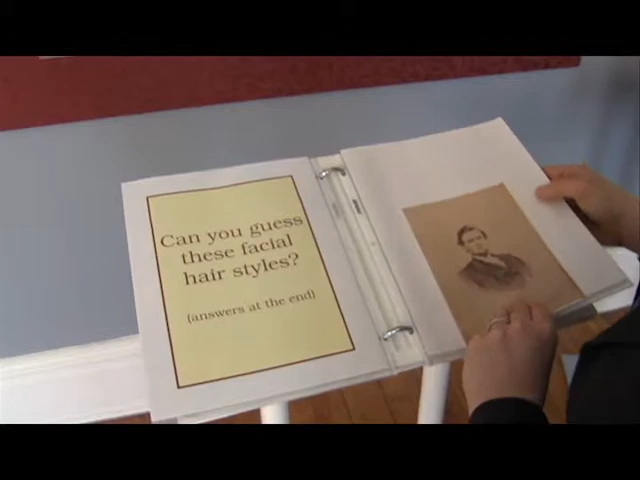 Can you guess
these facial
hair styles?
(answers at the end)